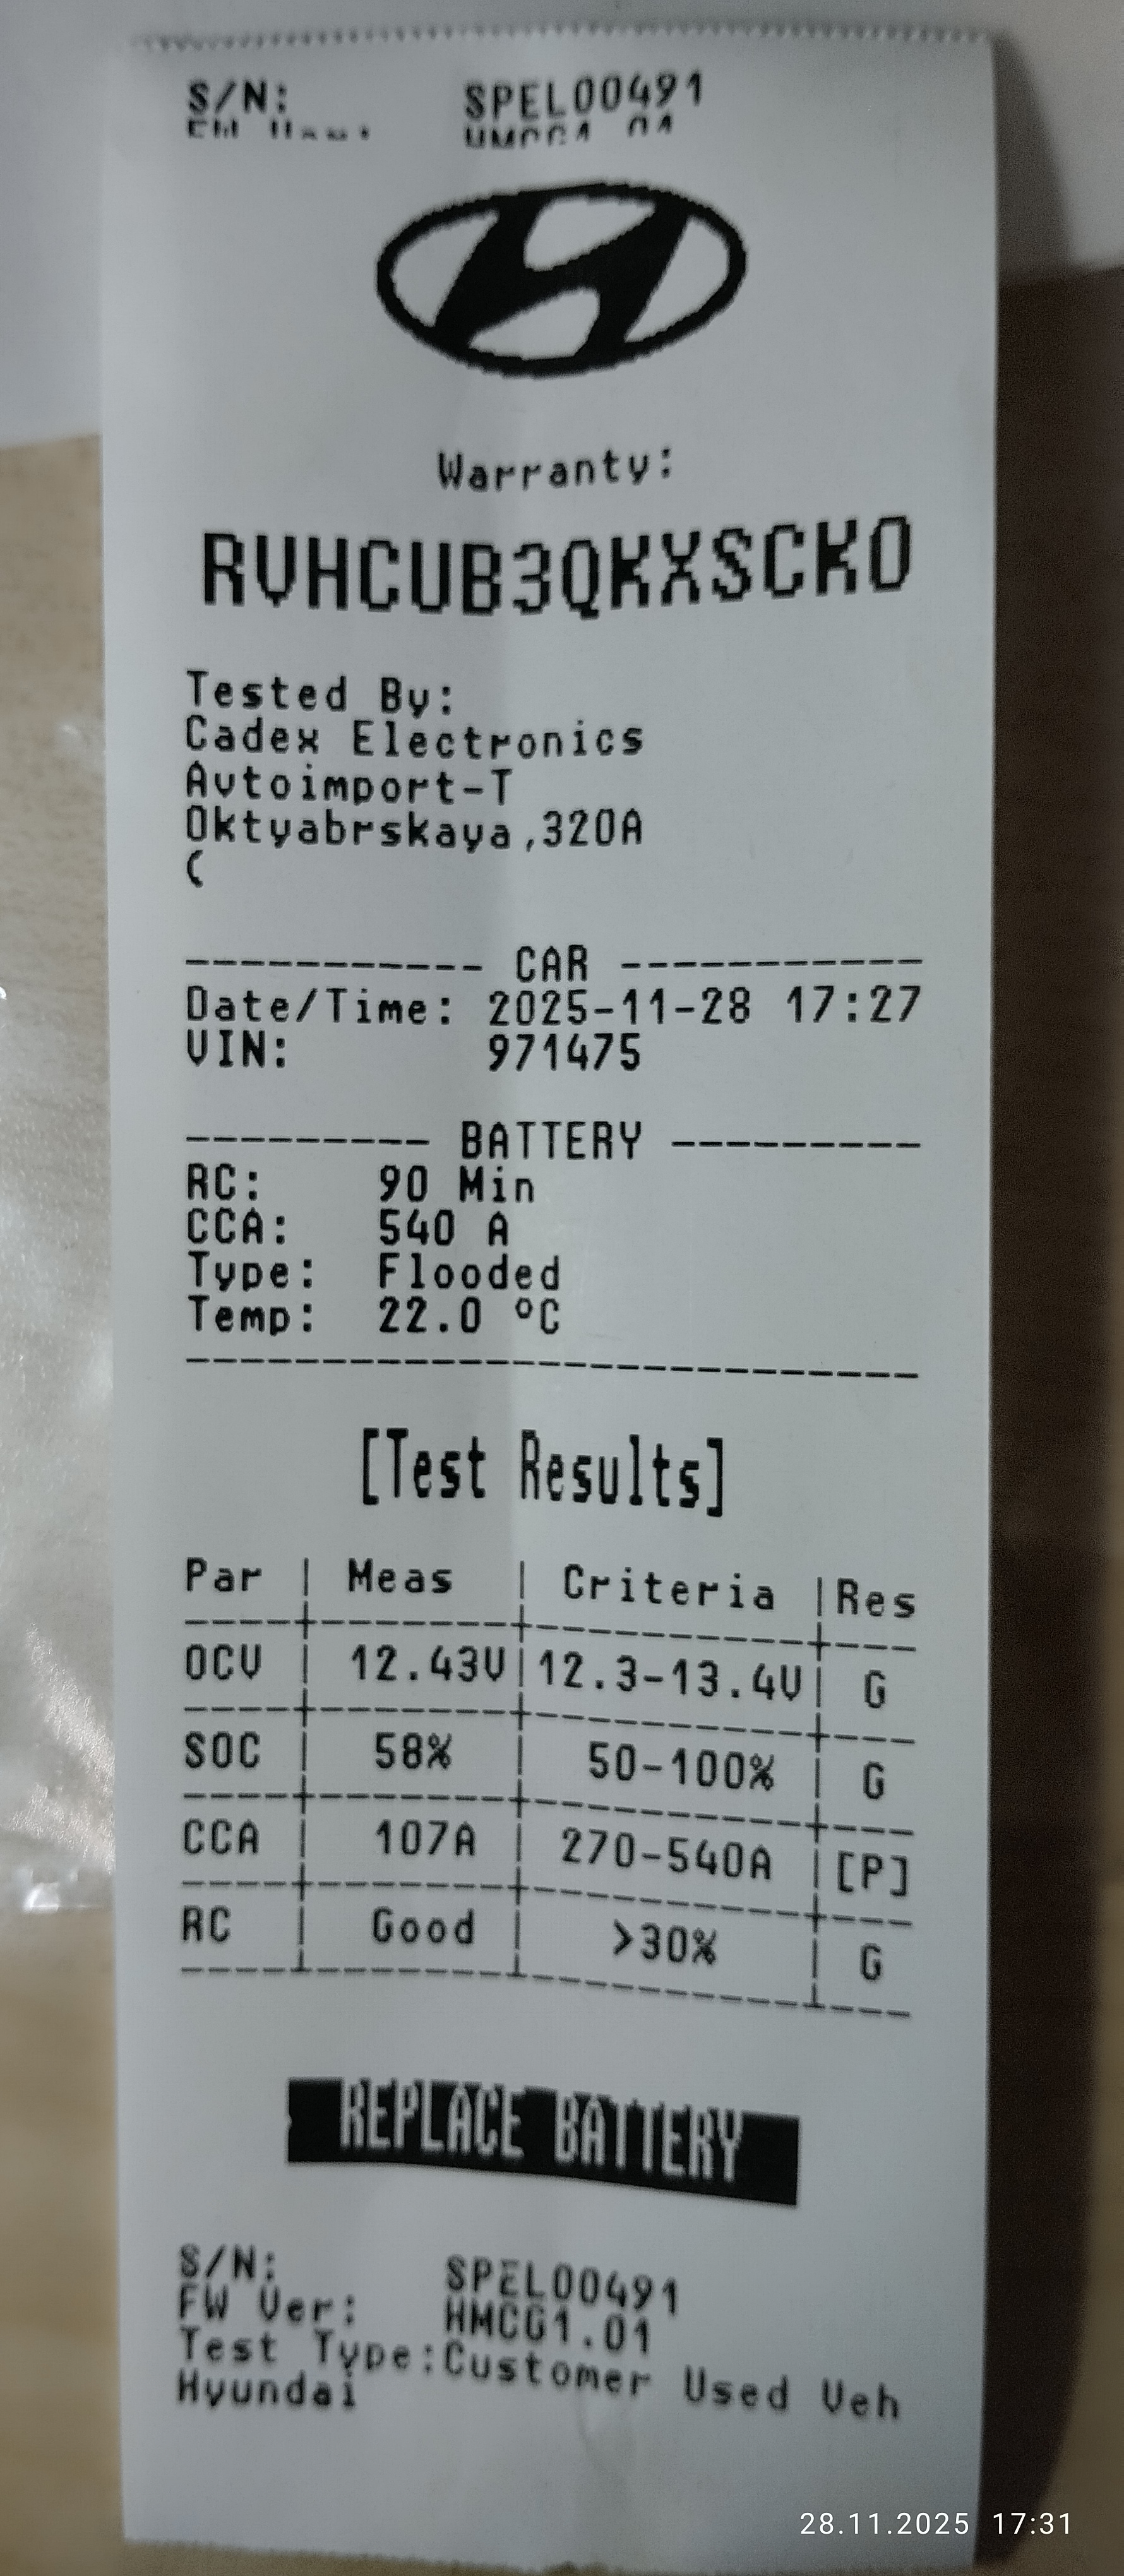 S/N: SPEL00491
Warranty:
RVHCUB3QKXSCKO
Tested By:
Cadex Electronics
Avtoimport-T
Oktyabrskaya,320A
(
----------- CAR -----------
Date/Time: 2025-11-28 17:27
VIN: 971475
--------- BATTERY ---------
RC: 90 Min
CCA: 540 A
Type: Flooded
Temp: 22.0 ºC
[Test Results]
Par | Meas | Criteria |Res
OCV | 12.43V|12.3-13.4V| G
SOC | 58% | 50-100% | G
CCA | 107A | 270-540A |[P]
RC | Good | >30% | G
REPLACE BATTERY
S/N: SPEL00491
FW Ver: HMCG1.01
Test Type:Customer Used Veh
Hyundai
28.11.2025 17:31